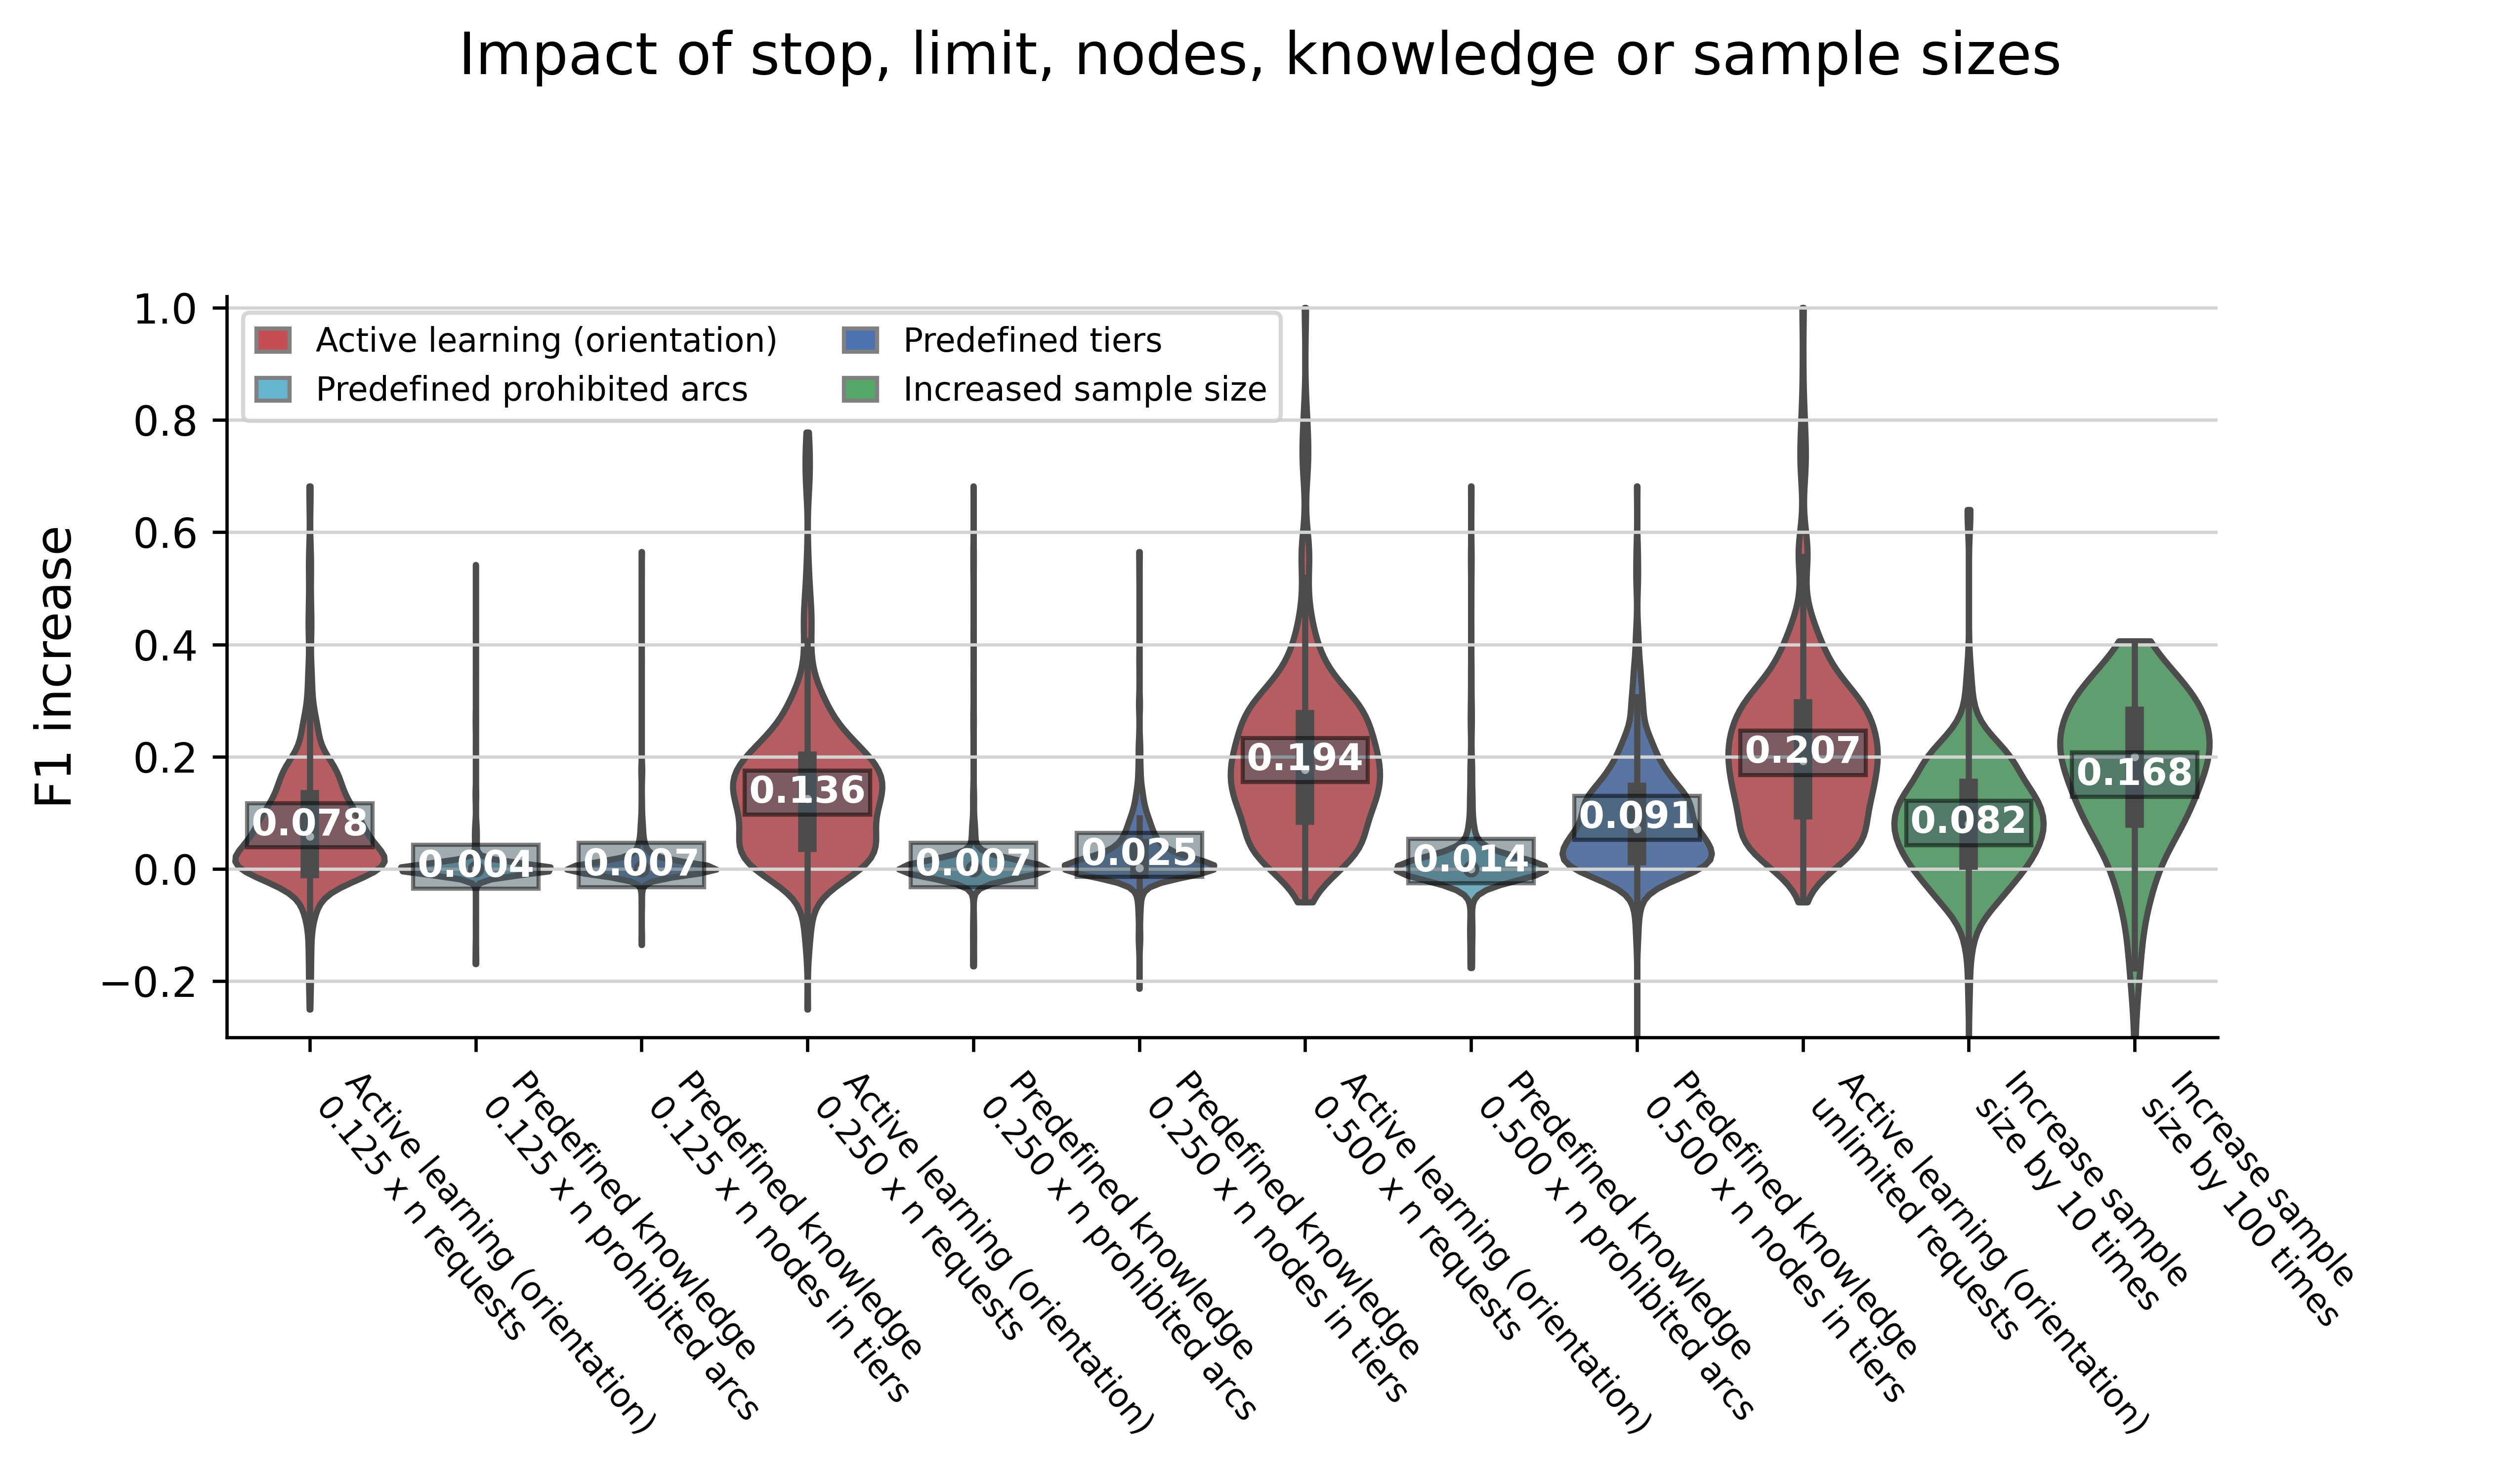 Impact of stop, limit, nodes, knowledge or sample sizes
F1 increase
1.0
0.8
0.6
0.4
0.2
0.0
−0.2
Active learning (orientation)
Predefined prohibited arcs
Predefined tiers
Increased sample size
0.078
0.004
0.007
0.136
0.007
0.025
0.194
0.014
0.091
0.207
0.082
0.168
Active learning (orientation)
0.125 x n requests
Predefined knowledge
0.125 x n prohibited arcs
Predefined knowledge
0.125 x n nodes in tiers
Active learning (orientation)
0.250 x n requests
Predefined knowledge
0.250 x n prohibited arcs
Predefined knowledge
0.250 x n nodes in tiers
Active learning (orientation)
0.500 x n requests
Predefined knowledge
0.500 x n prohibited arcs
Predefined knowledge
0.500 x n nodes in tiers
Active learning (orientation)
unlimited requests
Increase sample
size by 10 times
Increase sample
size by 100 times